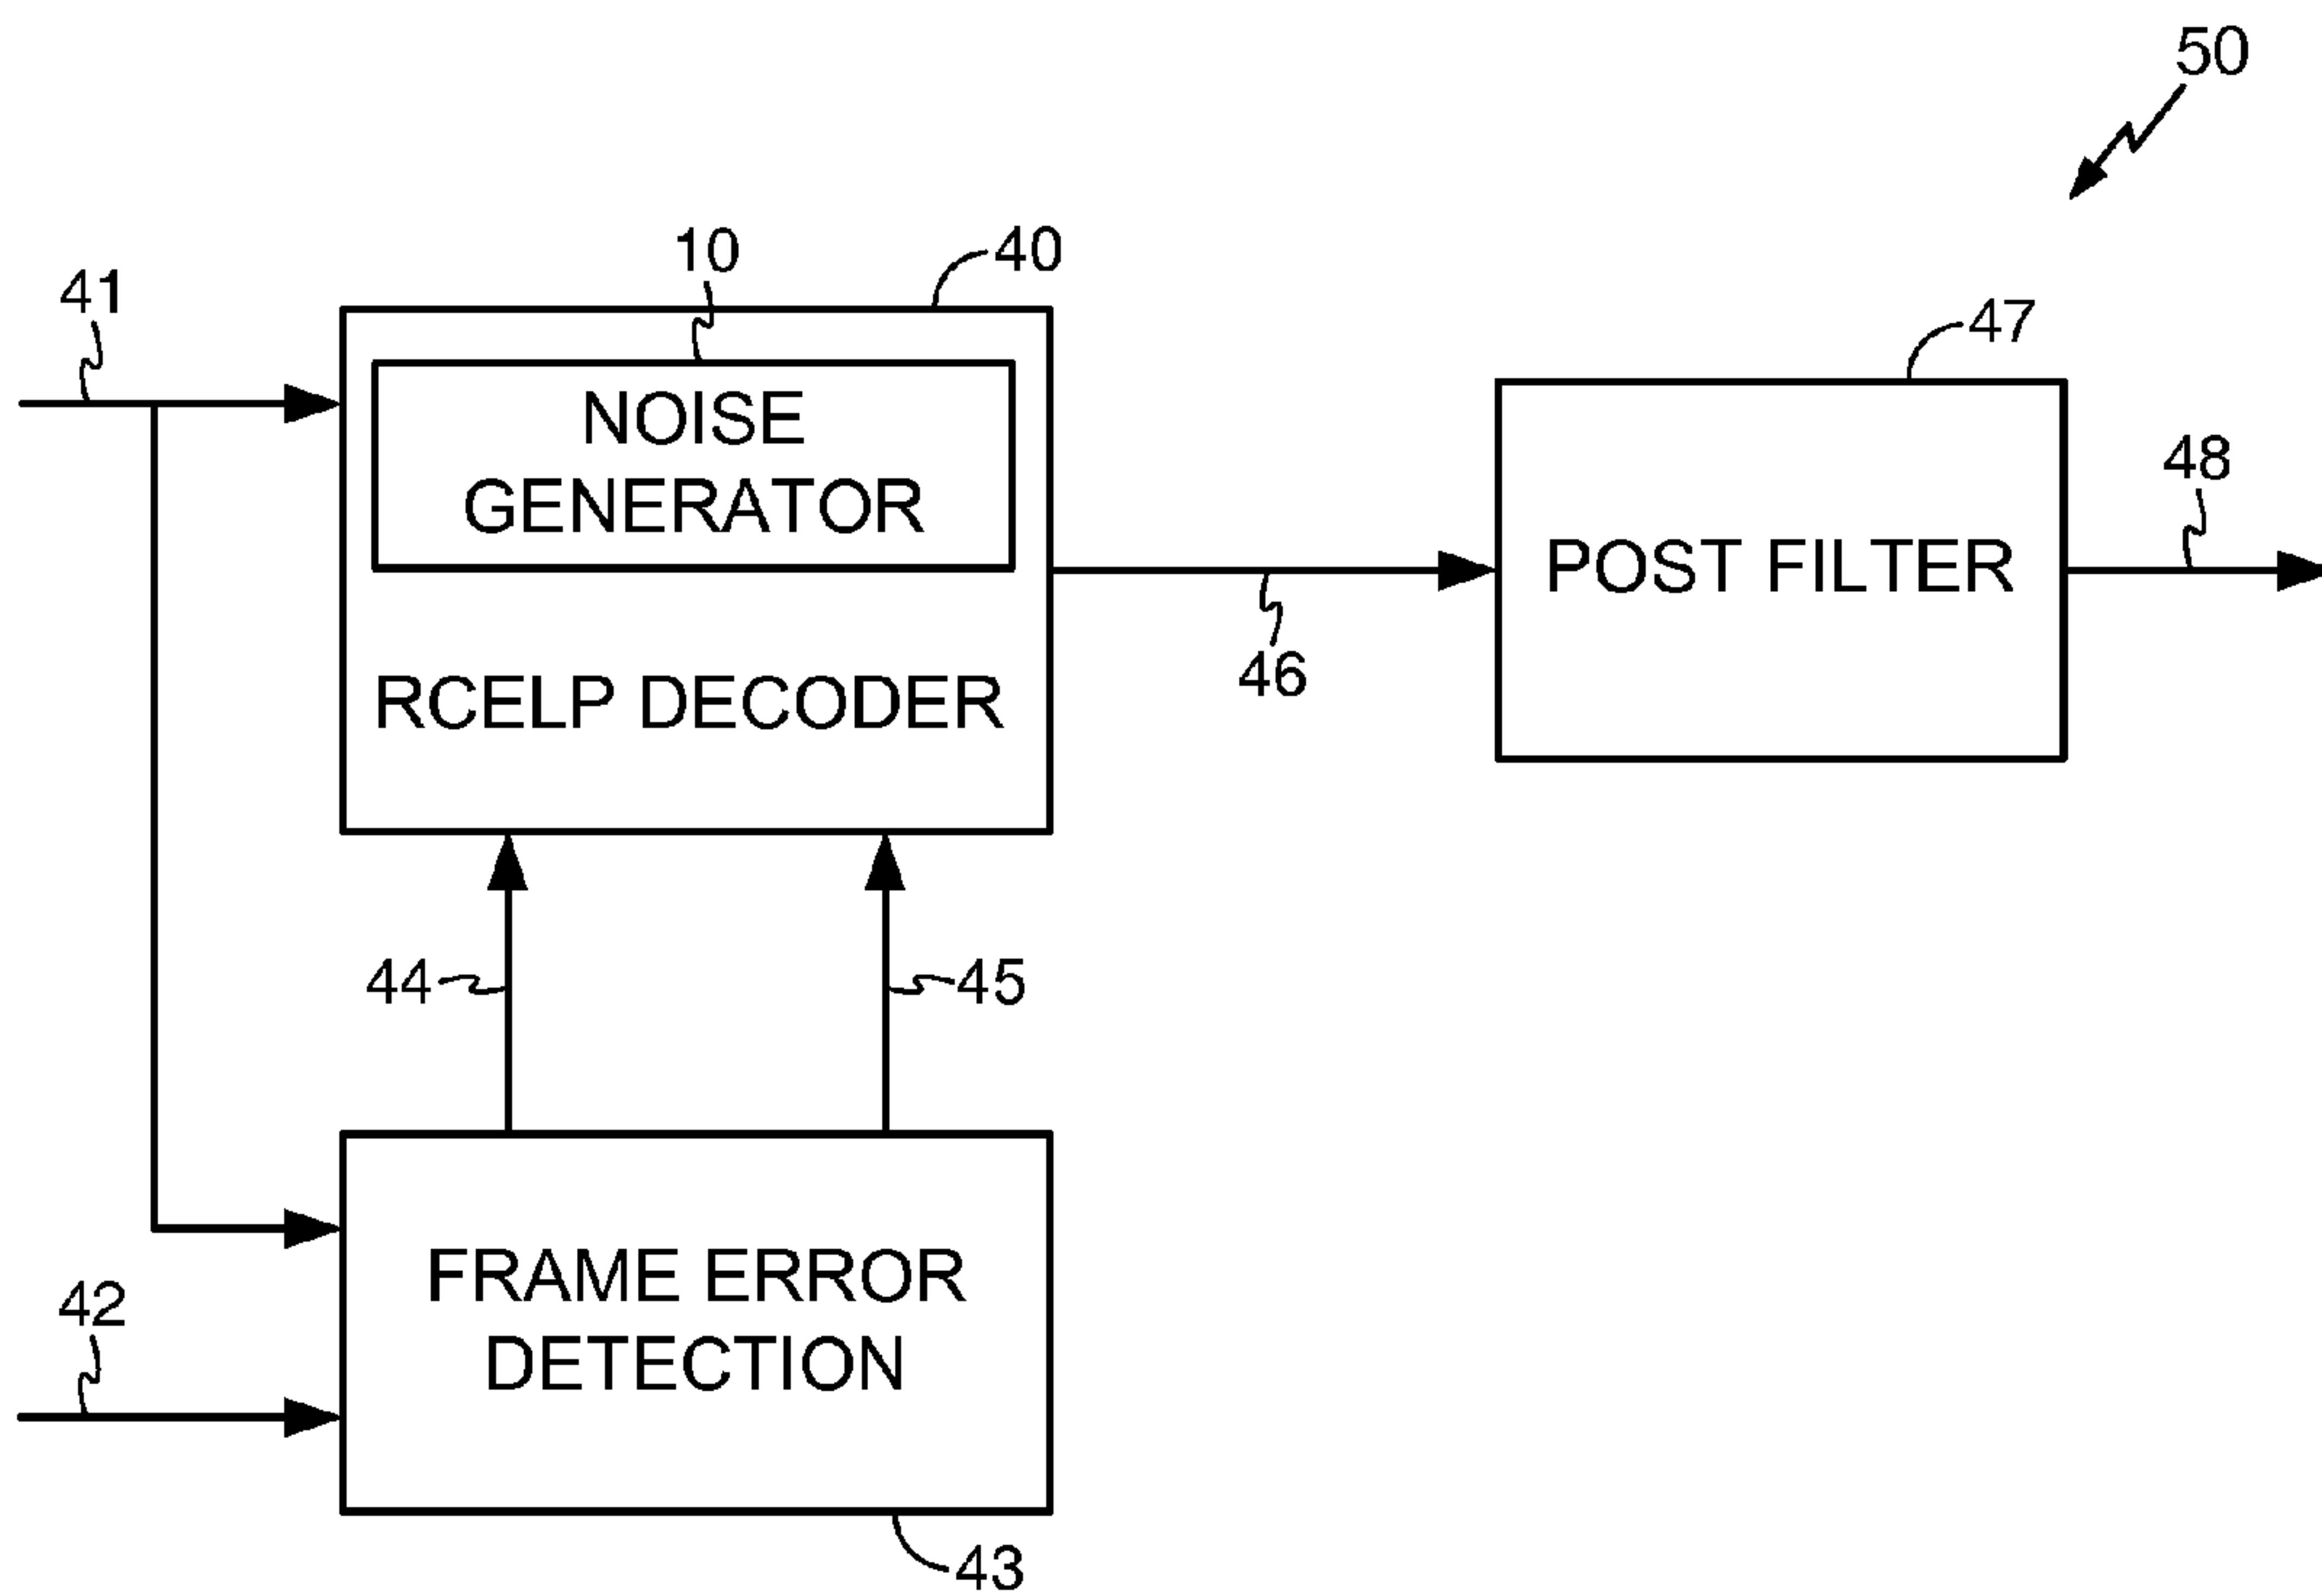 50
10
40
41
47
NOISE
GENERATOR
48
POST FILTER
46
RCELP DECODER
44
45
FRAME ERROR
DETECTION
42
43